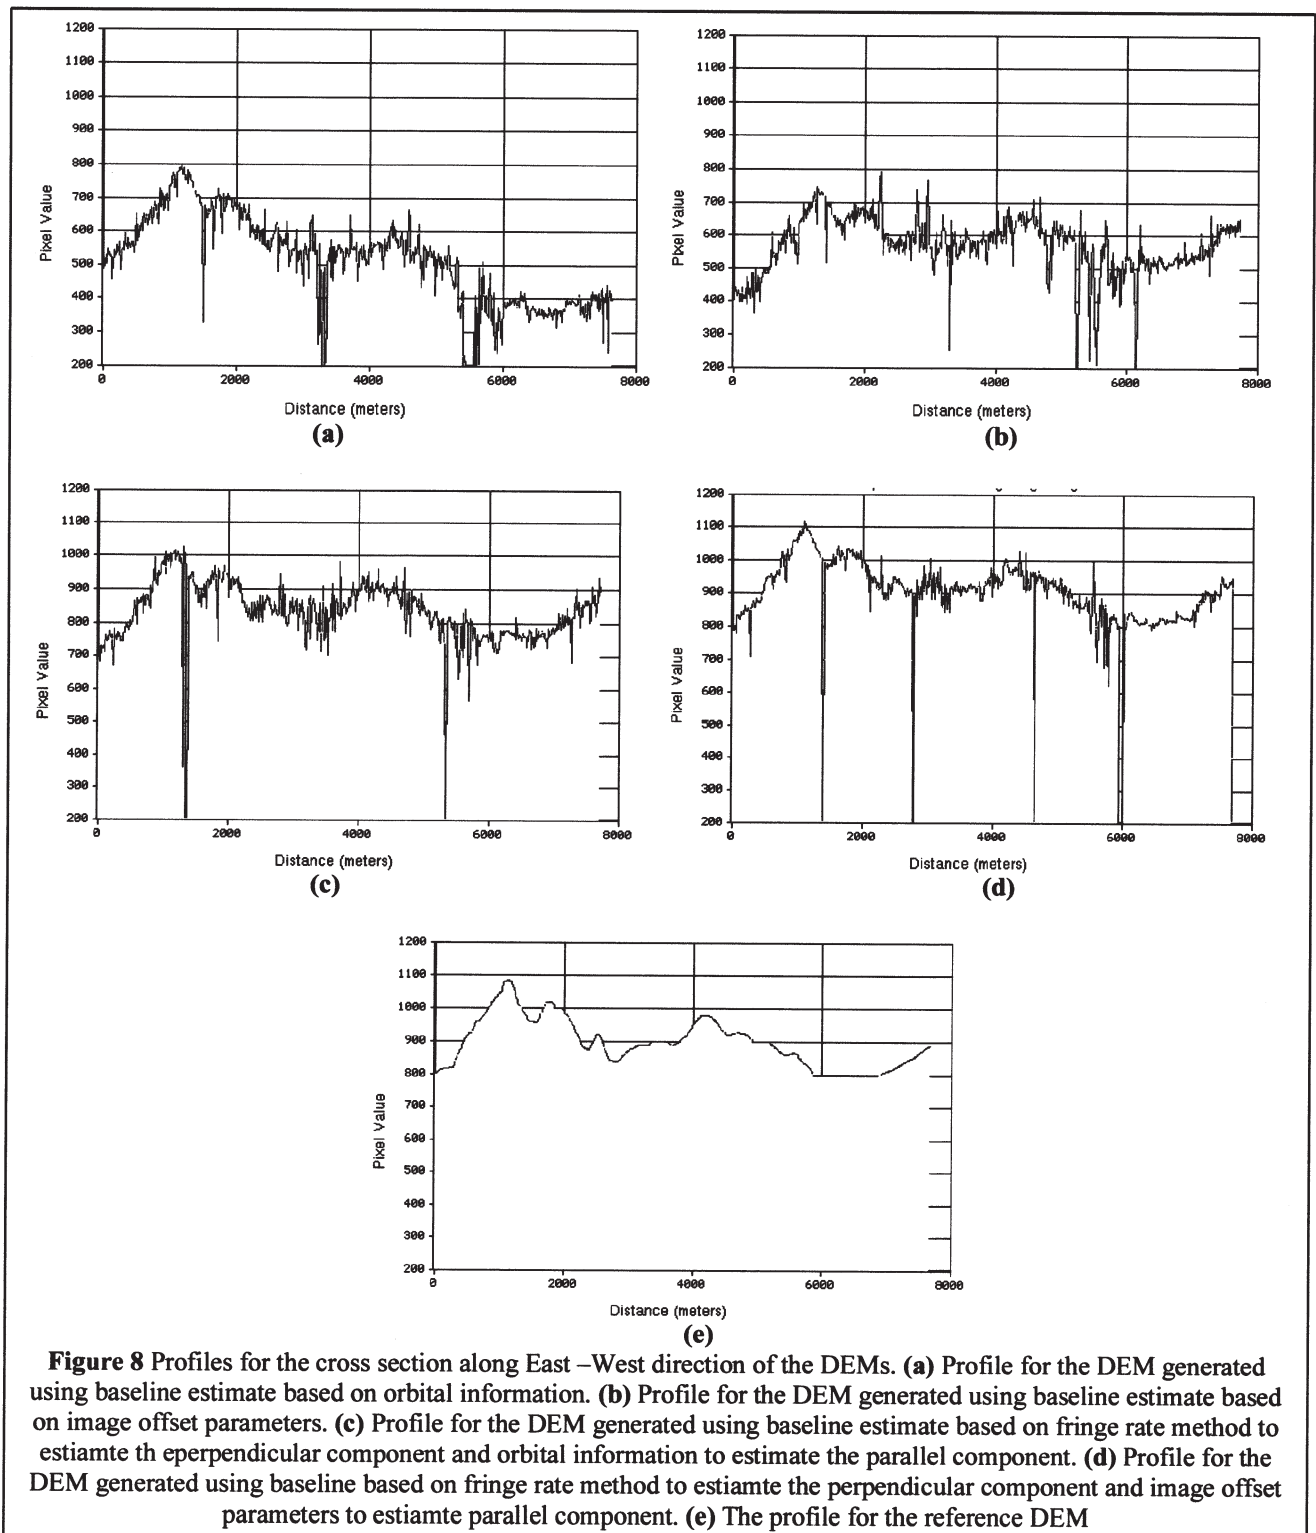 1200
1100
1000
900
800
700
600
500
400
300
200
Pixel Value
0 2000 4000 6000 8000
Distance (meters)
(a)
1200
1100
1000
900
800
700
600
500
400
300
200
Pixel Value
0 2000 4000 6000 8000
Distance (meters)
(b)
1200
1100
1000
900
800
700
600
500
400
300
200
Pixel Value
0 2000 4000 6000 8000
Distance (meters)
(c)
1200
1100
1000
900
800
700
600
500
400
300
200
Pixel Value
0 2000 4000 6000 8000
Distance (meters)
(d)
1200
1100
1000
900
800
700
600
500
400
300
200
Pixel Value
0 2000 4000 6000 8000
Distance (meters)
(e)
Figure 8 Profiles for the cross section along East –West direction of the DEMs. (a) Profile for the DEM generated
using baseline estimate based on orbital information. (b) Profile for the DEM generated using baseline estimate based
on image offset parameters. (c) Profile for the DEM generated using baseline estimate based on fringe rate method to
estiamte th eperpendicular component and orbital information to estimate the parallel component. (d) Profile for the
DEM generated using baseline based on fringe rate method to estiamte the perpendicular component and image offset
parameters to estiamte parallel component. (e) The profile for the reference DEM